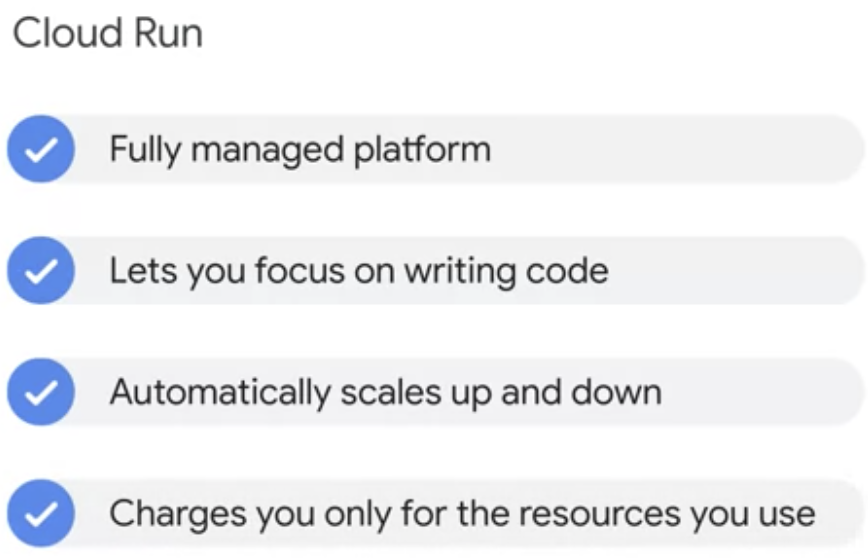 Cloud Run
Fully managed platform
Lets you focus on writing code
Automatically scales up and down
Charges you only for the resources you use